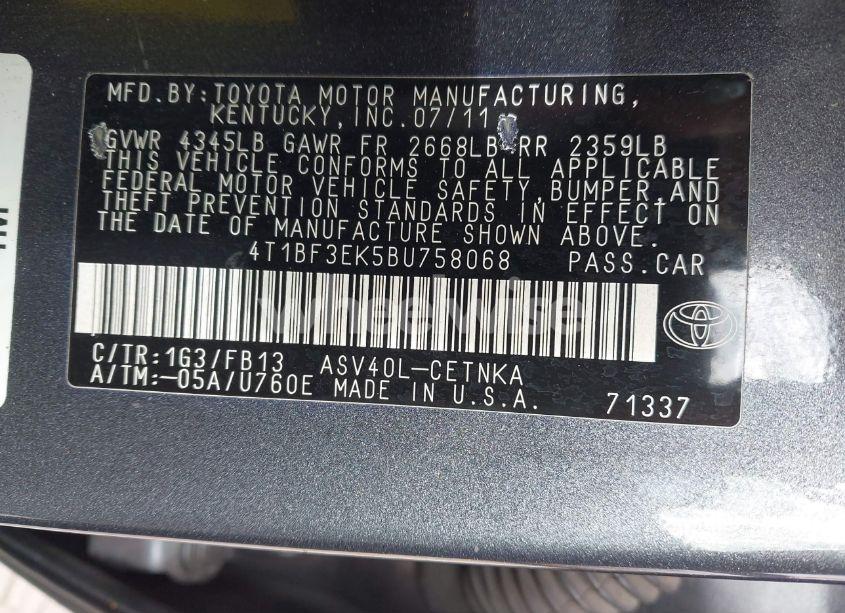 MFD.BY:TOYOTA MOTOR MANUFACTURING,
KENTUCKY,INC.07/11
GVWR 4345LB GAWR FR 2668LB RR 2359LB
THIS VEHICLE CONFORMS TO ALL APPLICABLE
FEDERAL MOTOR VEHICLE SAFETY,BUMPER,AND
THEFT PREVENTION STANDARDS IN EFFECT ON
THE DATE OF MANUFACTURE SHOWN ABOVE.
4T1BF3EK5BU758068 PASS.CAR
wheelwise
C/TR:1G3/FB13 ASV40L-CETNKA
A/TM:-05A/U760E MADE IN U.S.A. 71337